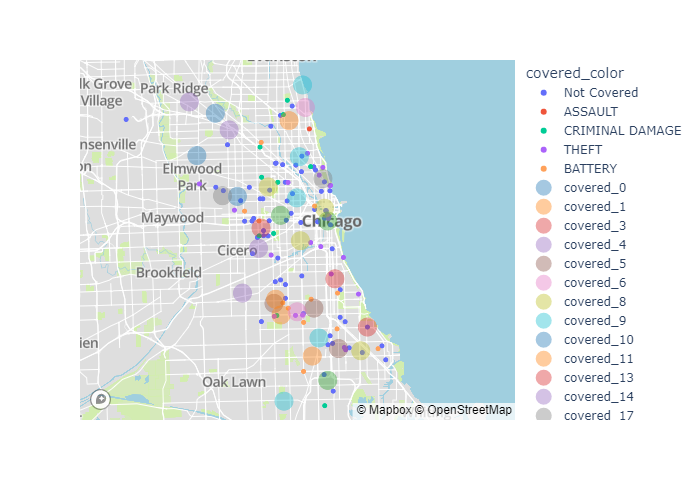 lk Grove
Village
Park Ridge
nsenville
on
Elmwood
Park
Maywood
Chicago
Cicero
Brookfield
ien
Oak Lawn
© Mapbox © OpenStreetMap
covered_color
Not Covered
ASSAULT
CRIMINAL DAMAGE
THEFT
BATTERY
covered_0
covered_1
covered_3
covered_4
covered_5
covered_6
covered_8
covered_9
covered_10
covered_11
covered_13
covered_14
covered_17